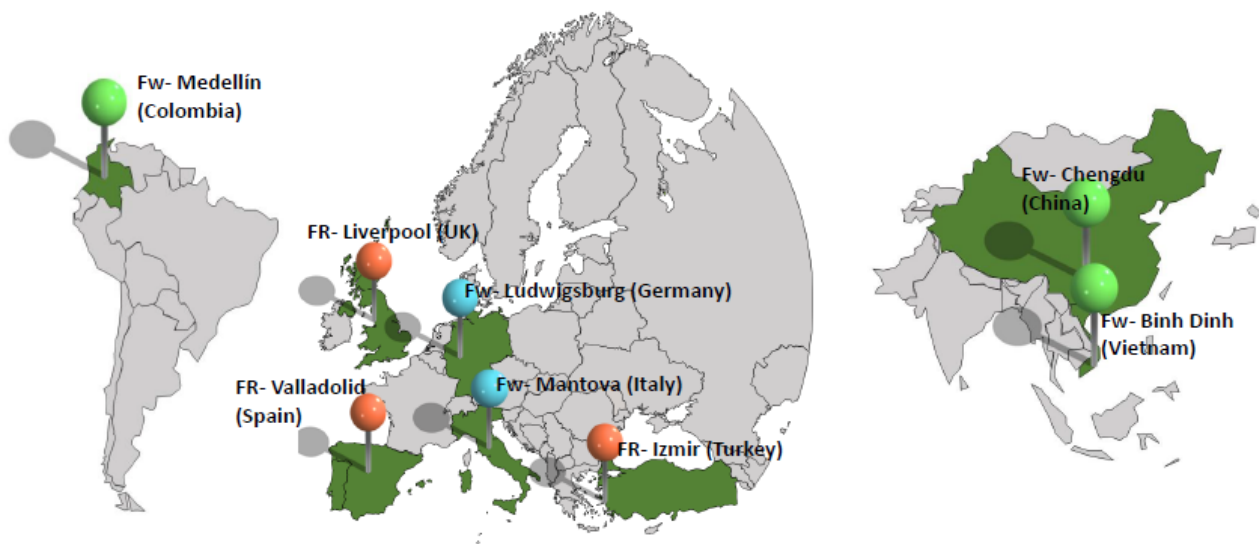 Fw- Medellín
(Colombia)
FR- Liverpool (UK)
Fw- Ludwigsburg (Germany)
FR- Valladolid
(Spain)
Fw- Mantova (Italy)
FR- Izmir (Turkey)
Fw- Chengdu
(China)
Fw- Binh Dinh
(Vietnam)